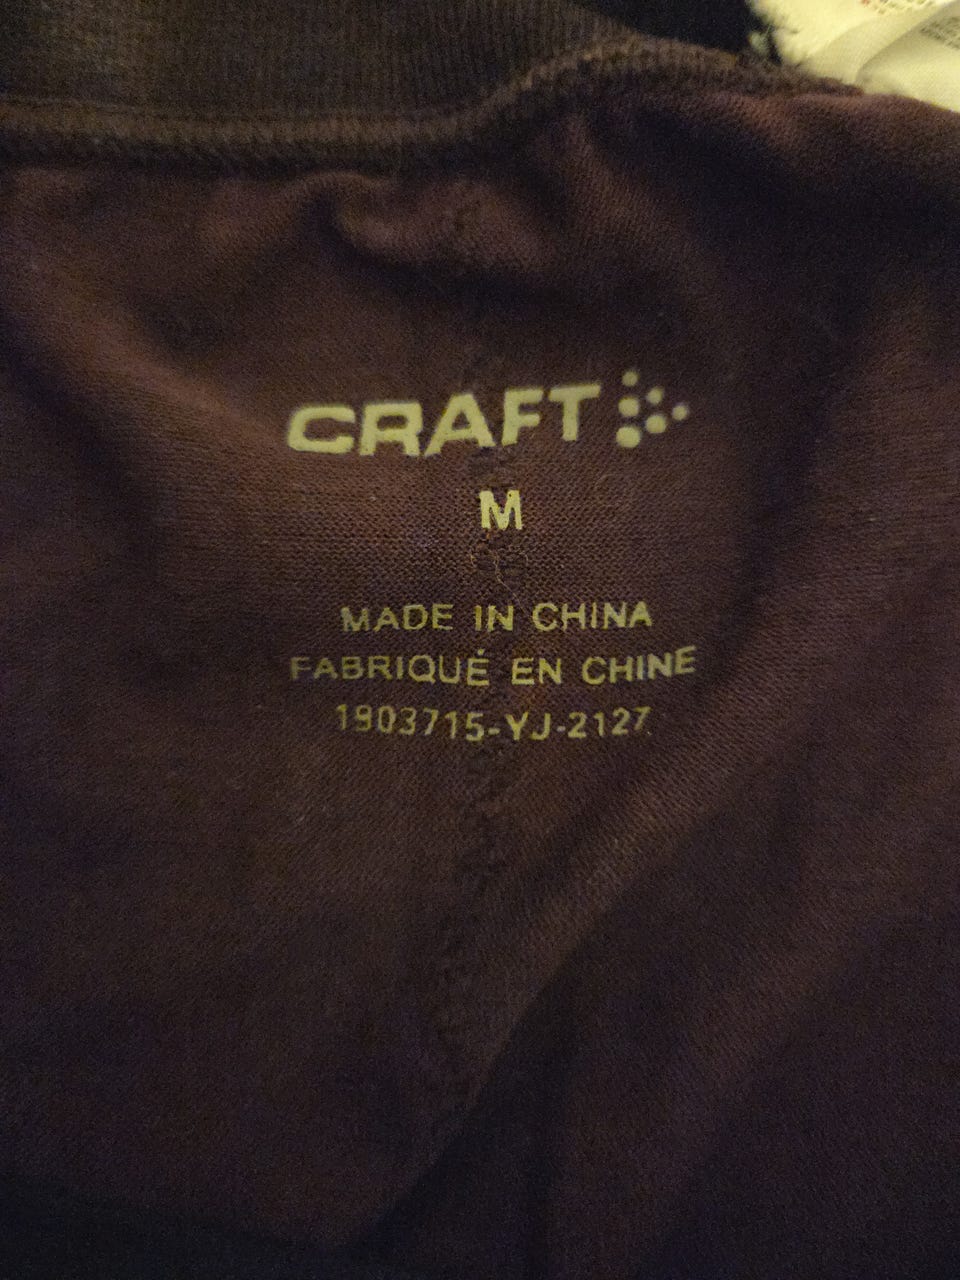 CRAFT
M
MADE IN CHINA
FABRIQUÉ EN CHINE
1903715-YJ-2127